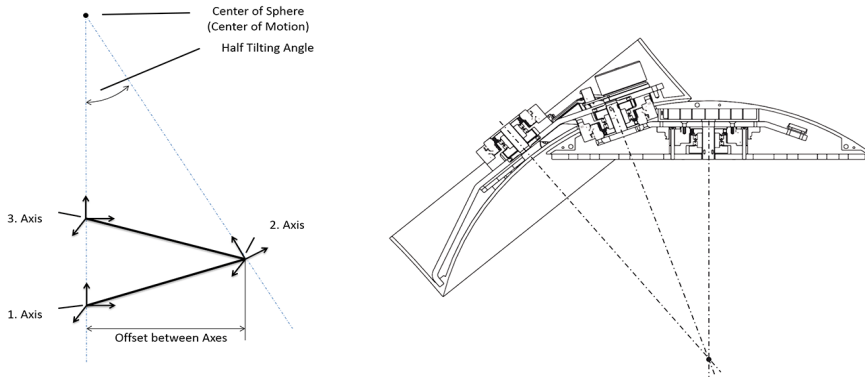 Center of Sphere
(Center of Motion)
Half Tilting Angle
3. Axis
2. Axis
1. Axis
Offset between Axes